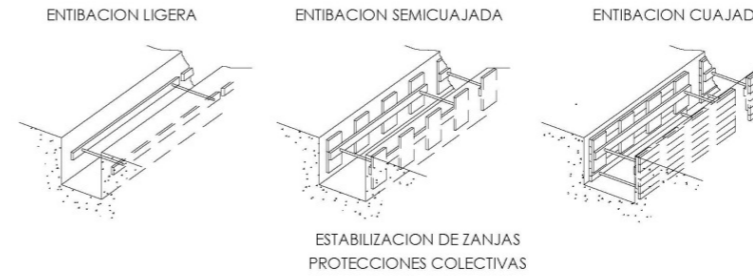 ENTIBACION LIGERA
ENTIBACION SEMICUAJADA
ENTIBACION CUAJAD
ESTABILIZACION DE ZANJAS
PROTECCIONES COLECTIVAS